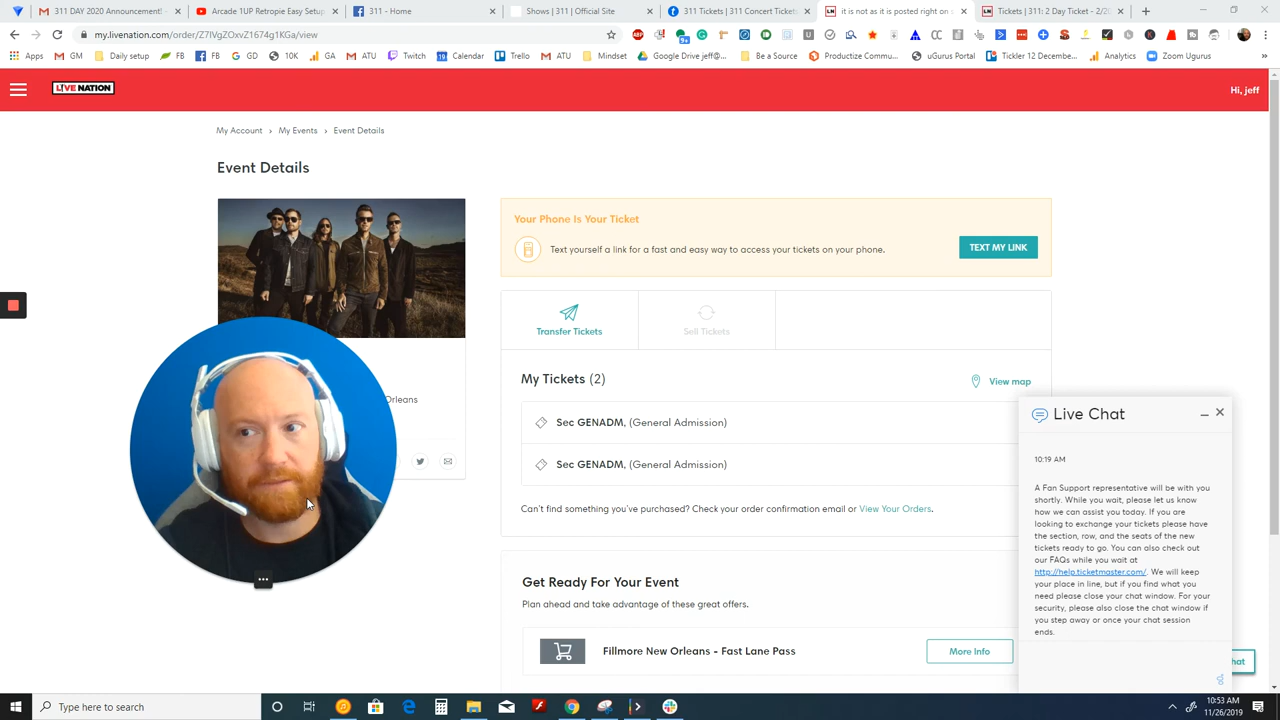 311 DAY 2020 Announcement! -
Arcade 1UP Retropie Easy Setup
311 - Home
Shows | 311 | Official Site
311 Tickets | 311 Concert Tickets
it is not as it is posted right on s
Tickets | 311: 2 Day Ticket - 2/29
my.livenation.com/order/Z7IVgZOxvZ1674g1KGa/view
Apps GM Daily setup FB FB GD 10K GA ATU Twitch Calendar Trello ATU Mindset Google Drive jeff@... Be a Source Productize Commu... uGurus Portal Tickler 12 Decembe... Analytics Zoom Ugurus
LIVE NATION
Hi, jeff
My Account > My Events > Event Details
Event Details
Your Phone Is Your Ticket
Text yourself a link for a fast and easy way to access your tickets on your phone.
TEXT MY LINK
Transfer Tickets
Sell Tickets
My Tickets (2)
View map
Orleans
Sec GENADM, (General Admission)
Sec GENADM, (General Admission)
Can't find something you've purchased? Check your order confirmation email or View Your Orders.
Get Ready For Your Event
Plan ahead and take advantage of these great offers.
Fillmore New Orleans - Fast Lane Pass
More Info
Live Chat
10:19 AM
A Fan Support representative will be with you
shortly. While you wait, please let us know
how we can assist you today. If you are
looking to exchange your tickets please have
the section, row, and the seats of the new
tickets ready to go. You can also check out
our FAQs while you wait at
http://help.ticketmaster.com/. We will keep
your place in line, but if you find what you
need please close your chat window. For your
security, please also close the chat window if
you step away or once your chat session
ends.
hat
Type here to search
10:53 AM
11/26/2019